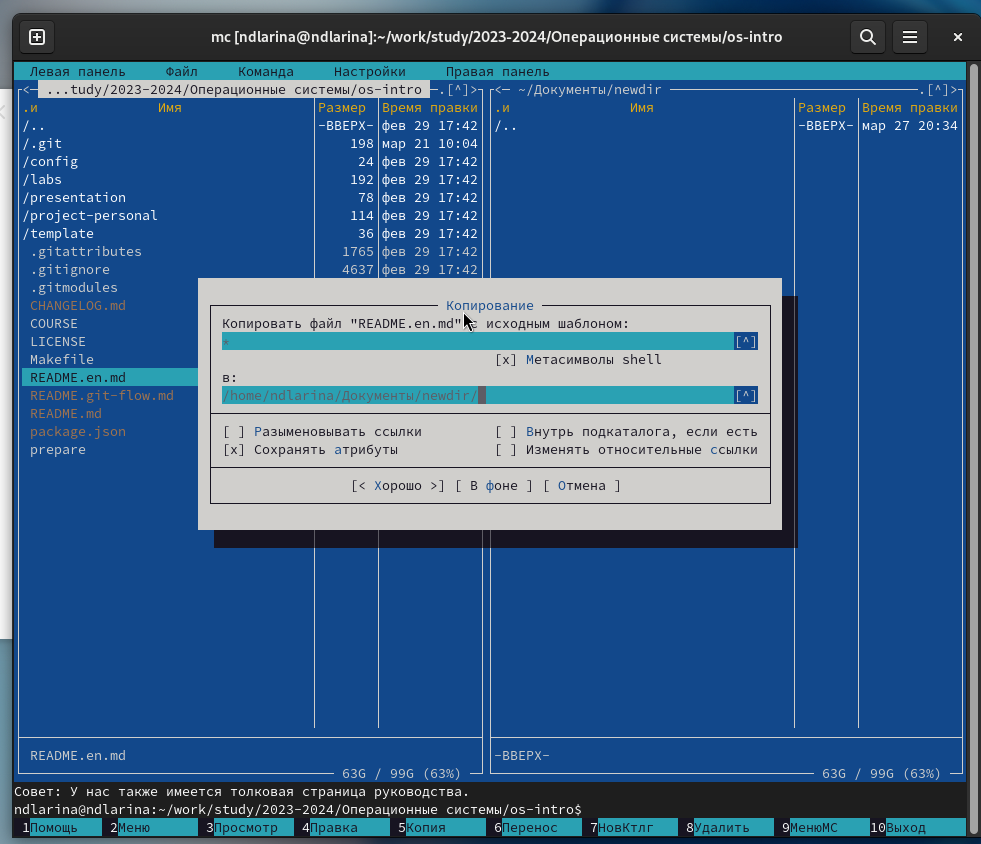 mc [ndlarina@ndlarina]:~/work/study/2023-2024/Операционные системы/os-intro
Левая панель Файл Команда Настройки Правая панель
<— ...tudy/2023-2024/Операционные системы/os-intro —.[^]>
.и Имя Размер Время правки
/.. —ВВЕРХ— фев 29 17:42
/.git 198 мар 21 10:04
/config 24 фев 29 17:42
/labs 192 фев 29 17:42
/presentation 78 фев 29 17:42
/project-personal 114 фев 29 17:42
/template 36 фев 29 17:42
.gitattributes 1765 фев 29 17:42
.gitignore 4637 фев 29 17:42
.gitmodules
CHANGELOG.md
COURSE
LICENSE
Makefile
README.en.md
README.git-flow.md
README.md
package.json
prepare
README.en.md
63G / 99G (63%)
<— ~/Документы/newdir —.[^]>
.и Имя Размер Время правки
/.. —ВВЕРХ— мар 27 20:34
—ВВЕРХ—
63G / 99G (63%)
Копирование
Копировать файл "README.en.md" с исходным шаблоном:
* [^]
[x] Метасимволы shell
в:
/home/ndlarina/Документы/newdir/ [^]
[ ] Разыменовывать ссылки [ ] Внутрь подкаталога, если есть
[x] Сохранять атрибуты [ ] Изменять относительные ссылки
[< Хорошо >] [ В фоне ] [ Отмена ]
Совет: У нас также имеется толковая страница руководства.
ndlarina@ndlarina:~/work/study/2023-2024/Операционные системы/os-intro$
1Помощь 2Меню 3Просмотр 4Правка 5Копия 6Перенос 7НовКтлг 8Удалить 9МенюМС 10Выход